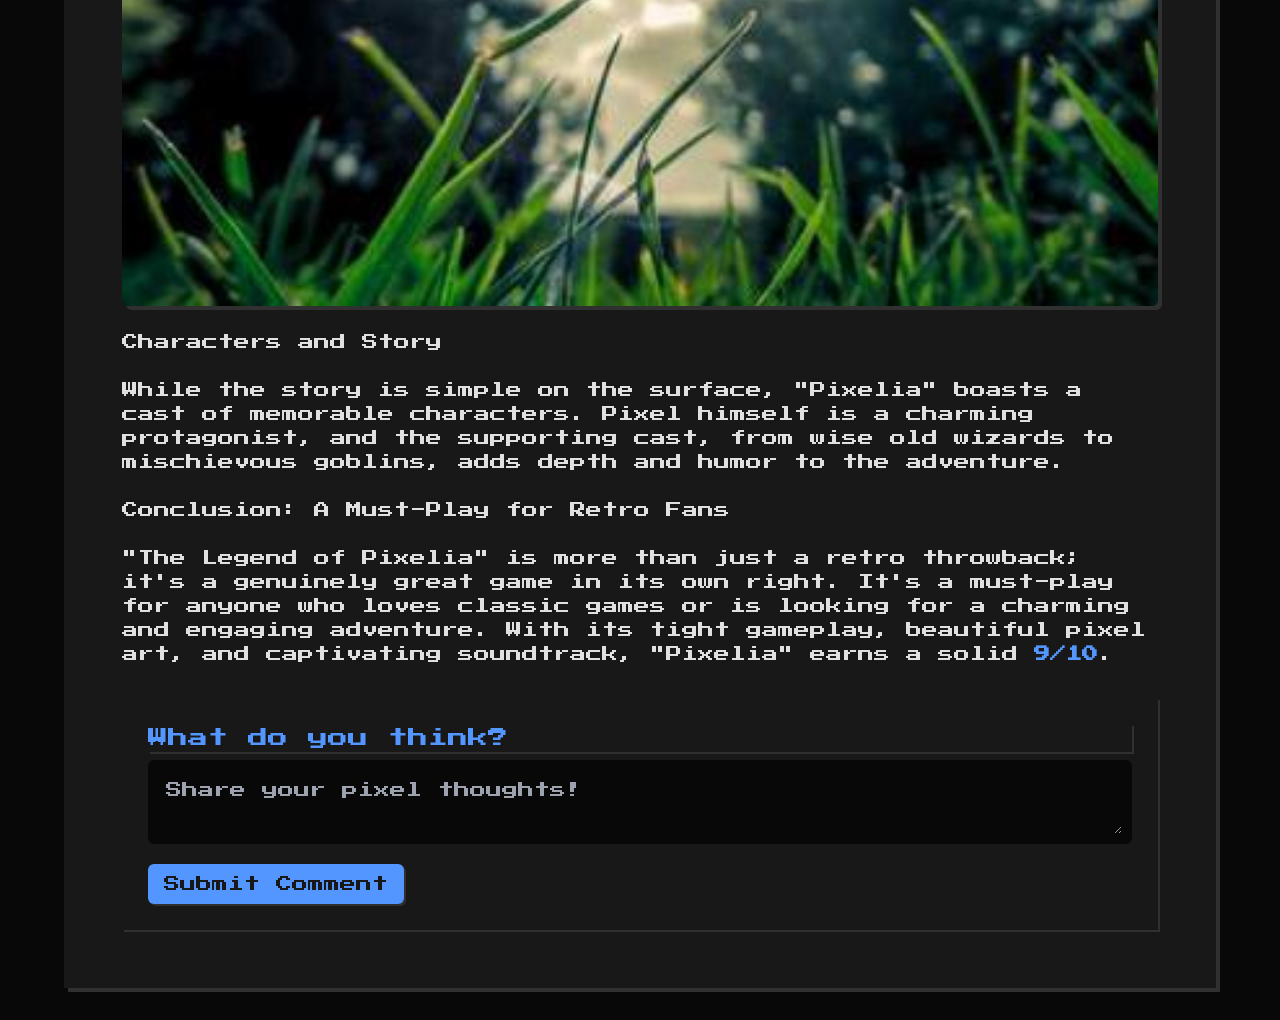 Characters and Story
While the story is simple on the surface, "Pixelia" boasts a
cast of memorable characters. Pixel himself is a charming
protagonist, and the supporting cast, from wise old wizards to
mischievous goblins, adds depth and humor to the adventure.
Conclusion: A Must-Play for Retro Fans
"The Legend of Pixelia" is more than just a retro throwback;
it's a genuinely great game in its own right. It's a must-play
for anyone who loves classic games or is looking for a charming
and engaging adventure. With its tight gameplay, beautiful pixel
art, and captivating soundtrack, "Pixelia" earns a solid 9/10.
What do you think?
Share your pixel thoughts!
Submit Comment